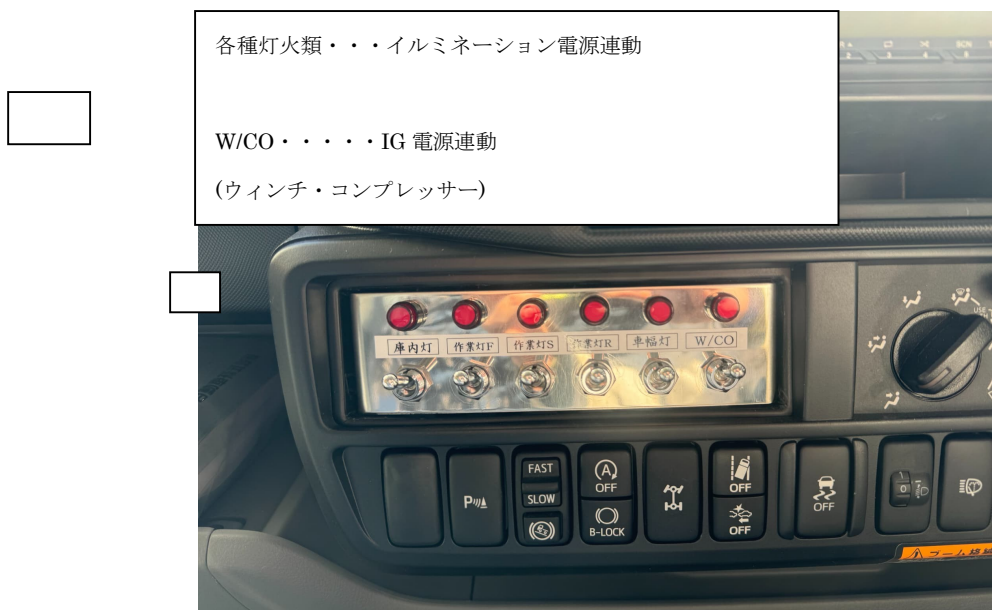 各種灯火類・・・イルミネーション電源連動
W/CO・・・・・IG 電源連動
(ウィンチ・コンプレッサー)
庫内灯
作業灯F
作業灯S
作業灯R
車幅灯
W/CO
FAST
SLOW
P
OFF
B-LOCK
OFF
OFF
OFF
0